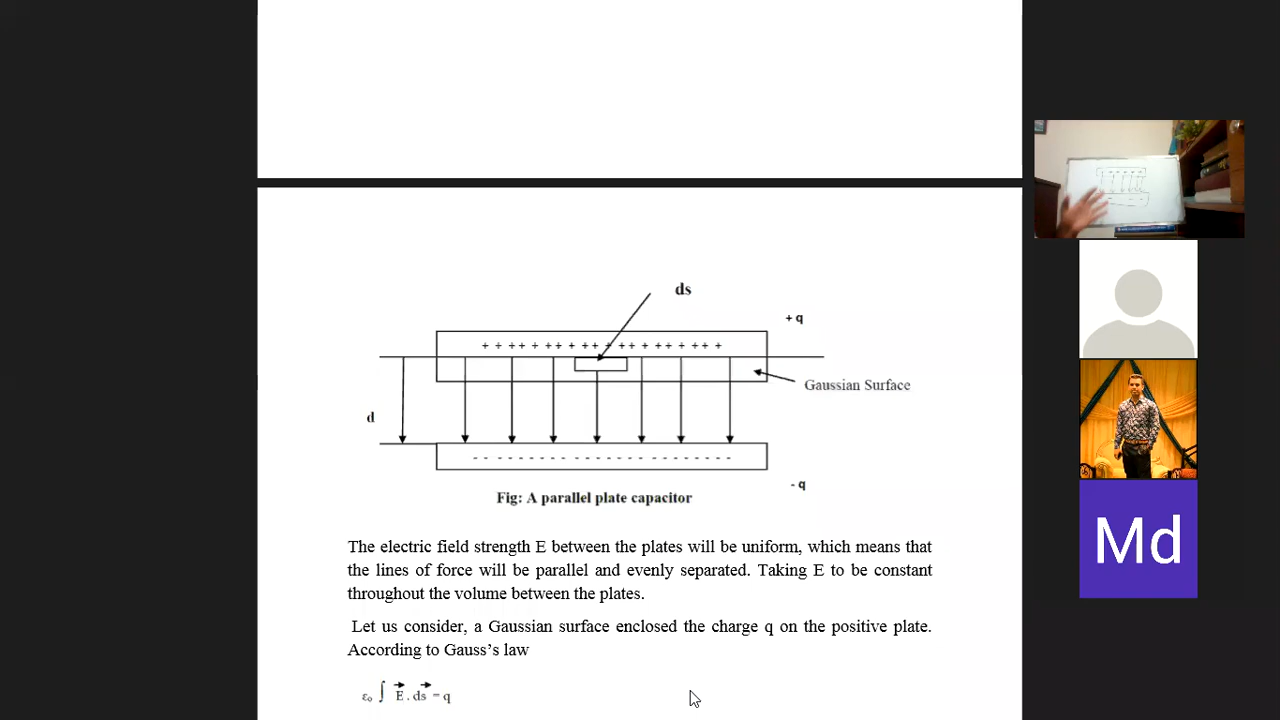 ds
+ q
+ + ++ + ++ + ++ + ++ + ++ + ++ +
Gaussian Surface
d
- - - - - - - - - - - - - - - - - - - - - -
- q
Fig: A parallel plate capacitor
The electric field strength E between the plates will be uniform, which means that
the lines of force will be parallel and evenly separated. Taking E to be constant
throughout the volume between the plates.
Let us consider, a Gaussian surface enclosed the charge q on the positive plate.
According to Gauss's law
ε₀ ∫ E⃗ . ds⃗ = q
Md